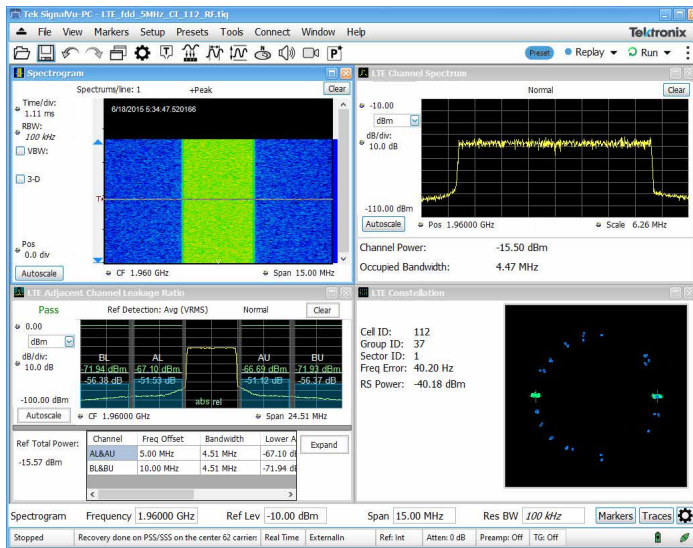 Tek SignalVu-PC - LTE_fdd_5MHz_CI_112_RF.tiq
File View Markers Setup Presets Tools Connect Window Help
Tektronix
Preset Replay Run
Spectrogram
Spectrums/line: 1 +Peak Clear
Time/div:
1.11 ms
RBW:
100 kHz
VBW:
3-D
Pos
0.0 div
Autoscale
6/18/2015 5:34:47.520166
T
CF 1.960 GHz Span 15.00 MHz
LTE Channel Spectrum
Normal Clear
-10.00
dBm
dB/div:
10.0 dB
-110.00 dBm
Autoscale Pos 1.96000 GHz Scale 6.26 MHz
Channel Power: -15.50 dBm
Occupied Bandwidth: 4.47 MHz
LTE Adjacent Channel Leakage Ratio
Pass Ref Detection: Avg (VRMS) Normal Clear
0.00
dBm
dB/div:
10.0 dB
-100.00 dBm
Autoscale
BL AL AU BU
-71.94 dBm -67.10 dBm -66.69 dBm -71.93 dBm
-56.38 dB -51.53 dB -51.12 dB -56.37 dB
abs rel
CF 1.96000 GHz Span 24.51 MHz
Ref Total Power:
-15.57 dBm
Channel Freq Offset Bandwidth Lower A
AL&AU 5.00 MHz 4.51 MHz -67.10 dB
BL&BU 10.00 MHz 4.51 MHz -71.94 dB
Expand
LTE Constellation
Cell ID: 112
Group ID: 37
Sector ID: 1
Freq Error: 40.20 Hz
RS Power: -40.18 dBm
Spectrogram Frequency 1.96000 GHz Ref Lev -10.00 dBm Span 15.00 MHz Res BW 100 kHz Markers Traces
Stopped Recovery done on PSS/SSS on the center 62 carriers Real Time ExternalIn Ref: Int Atten: 0 dB Preamp: Off TG: Off